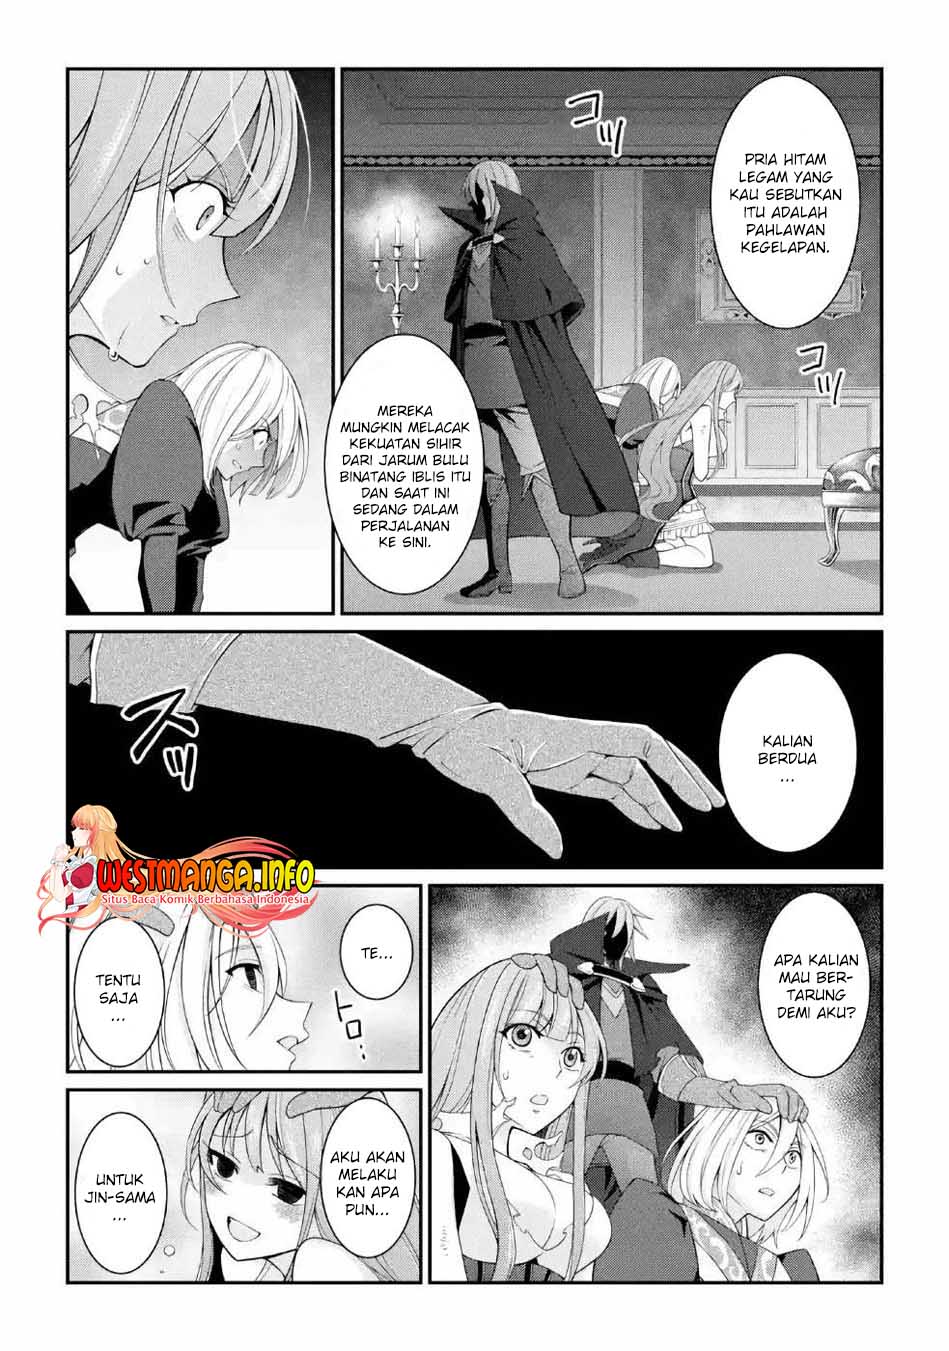 コツ
PRIA HITAM
LEGAM YANG
KAU SEBUTKAN
ITU ADALAH
PAHLAWAN
KEGELAPAN.
コツ
MEREKA
MUNGKIN MELACAK
KEKUATAN SIHIR
DARI JARUM BULU
BINATANG IBLIS ITU
DAN SAAT INI
SEDANG DALAM
PERJALANAN
KE SINI.
スッ
KALIAN
BERDUA
...
WESTMANGA.INFO
Situs Baca Komik Berbahasa Indonesia
APA KALIAN
MAU BER-
TARUNG
DEMI AKU?
TE...
トロ...
TENTU
SAJA
...
AKU AKAN
MELAKU
KAN APA
PUN...
UNTUK
JIN-SAMA
...